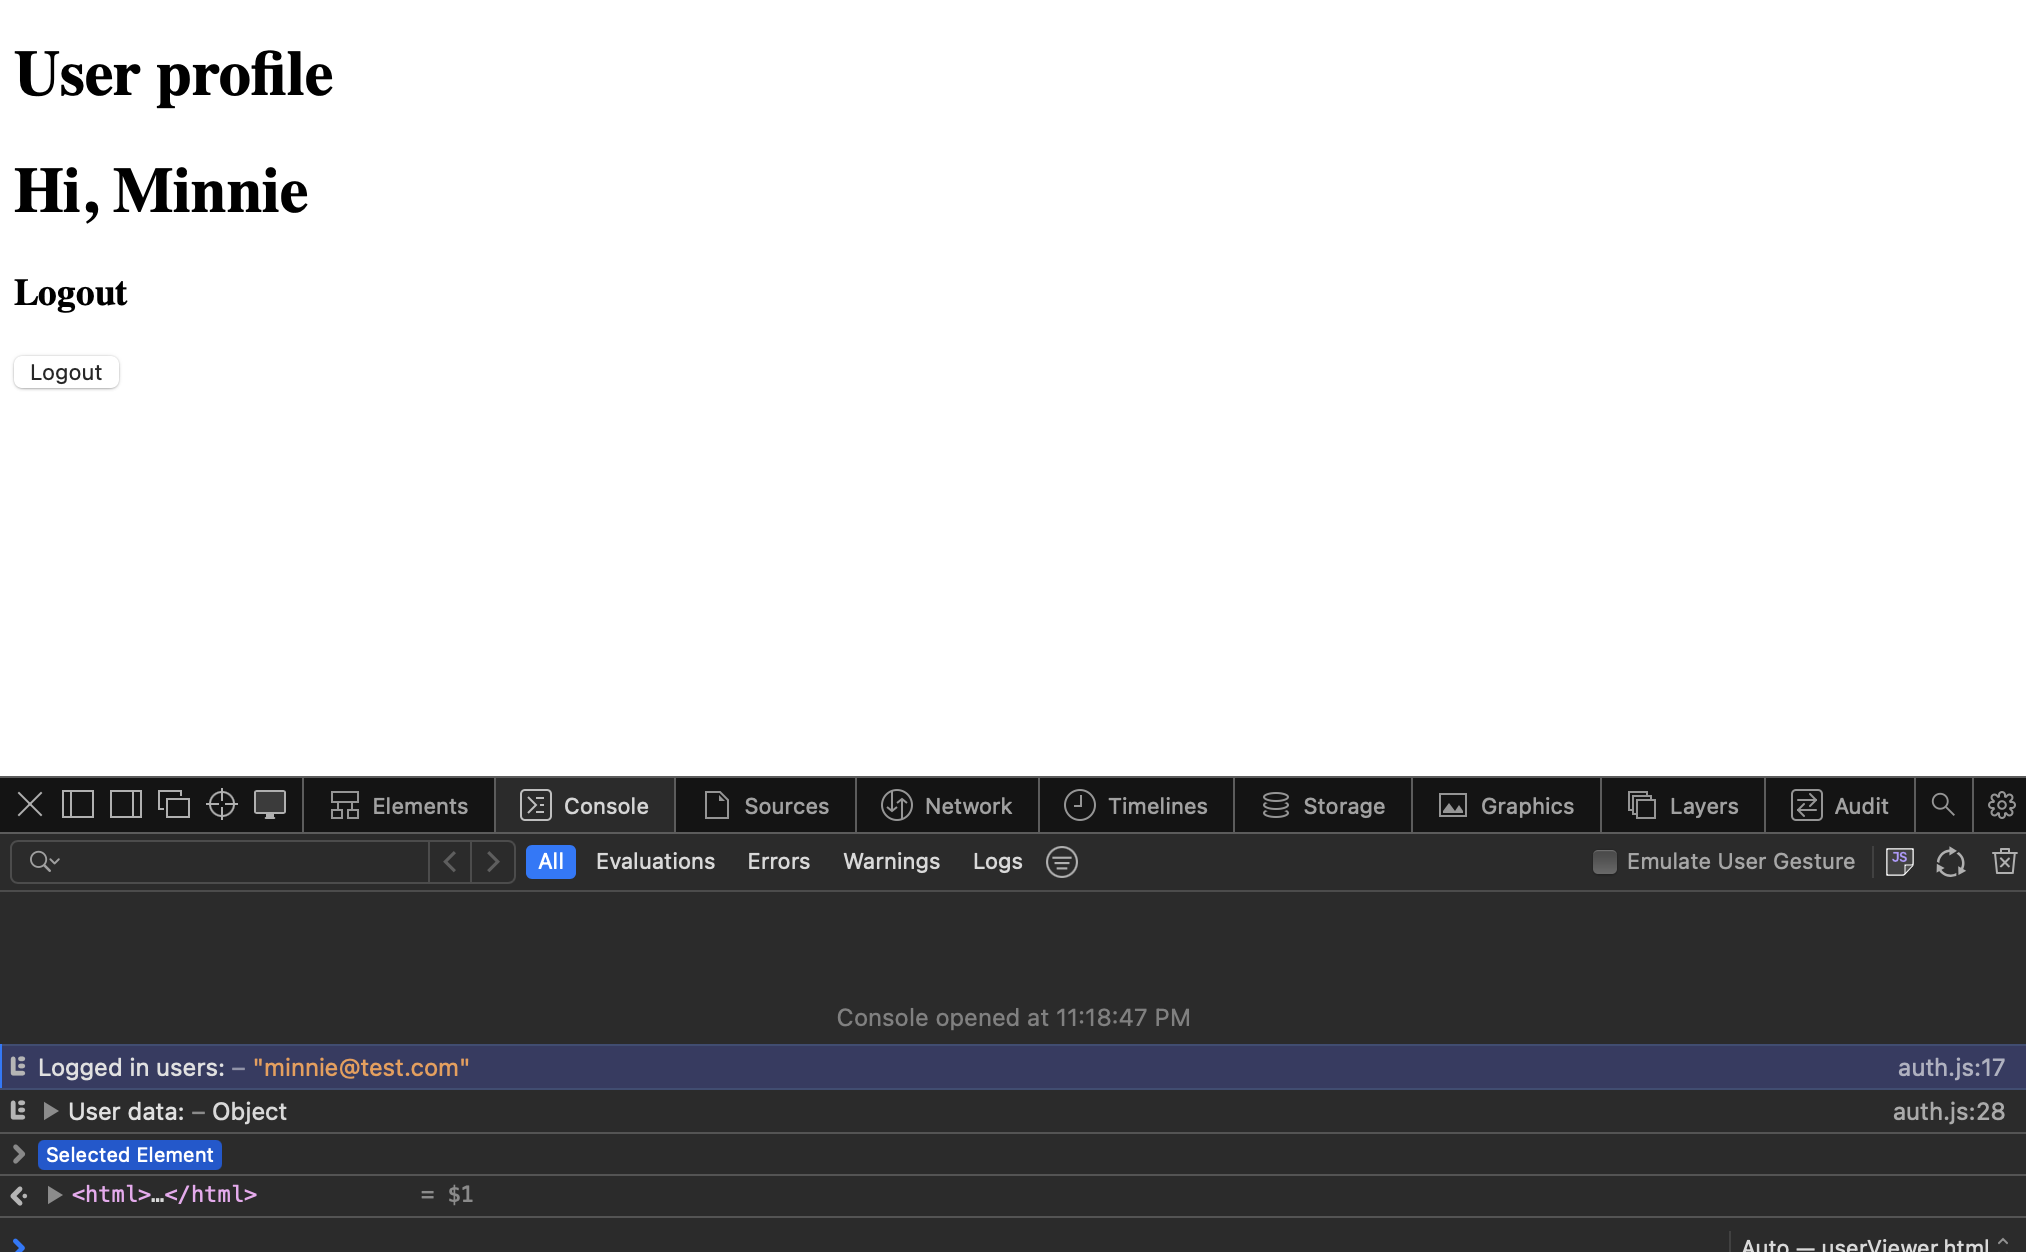 User profile
Hi, Minnie
Logout
Logout
Elements Console Sources Network Timelines Storage Graphics Layers Audit
All Evaluations Errors Warnings Logs Emulate User Gesture JS
Console opened at 11:18:47 PM
Logged in users: – "minnie@test.com" auth.js:17
User data: – Object auth.js:28
Selected Element
<html>…</html> = $1
Auto — userViewer.html